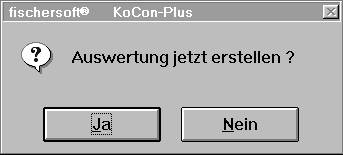 fischersoft® KoCon-Plus
Auswertung jetzt erstellen ?
Ja Nein